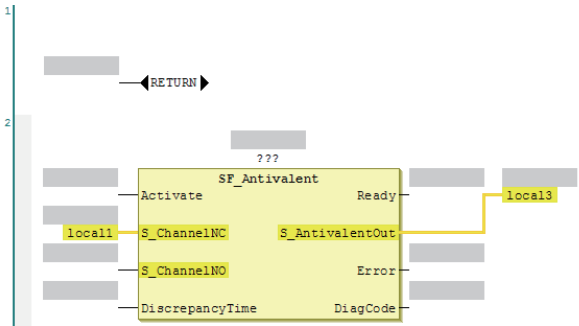 1
RETURN
2
???
SF_Antivalent
Activate Ready
local3
local1 S_ChannelNC S_AntivalentOut
S_ChannelNO Error
DiscrepancyTime DiagCode